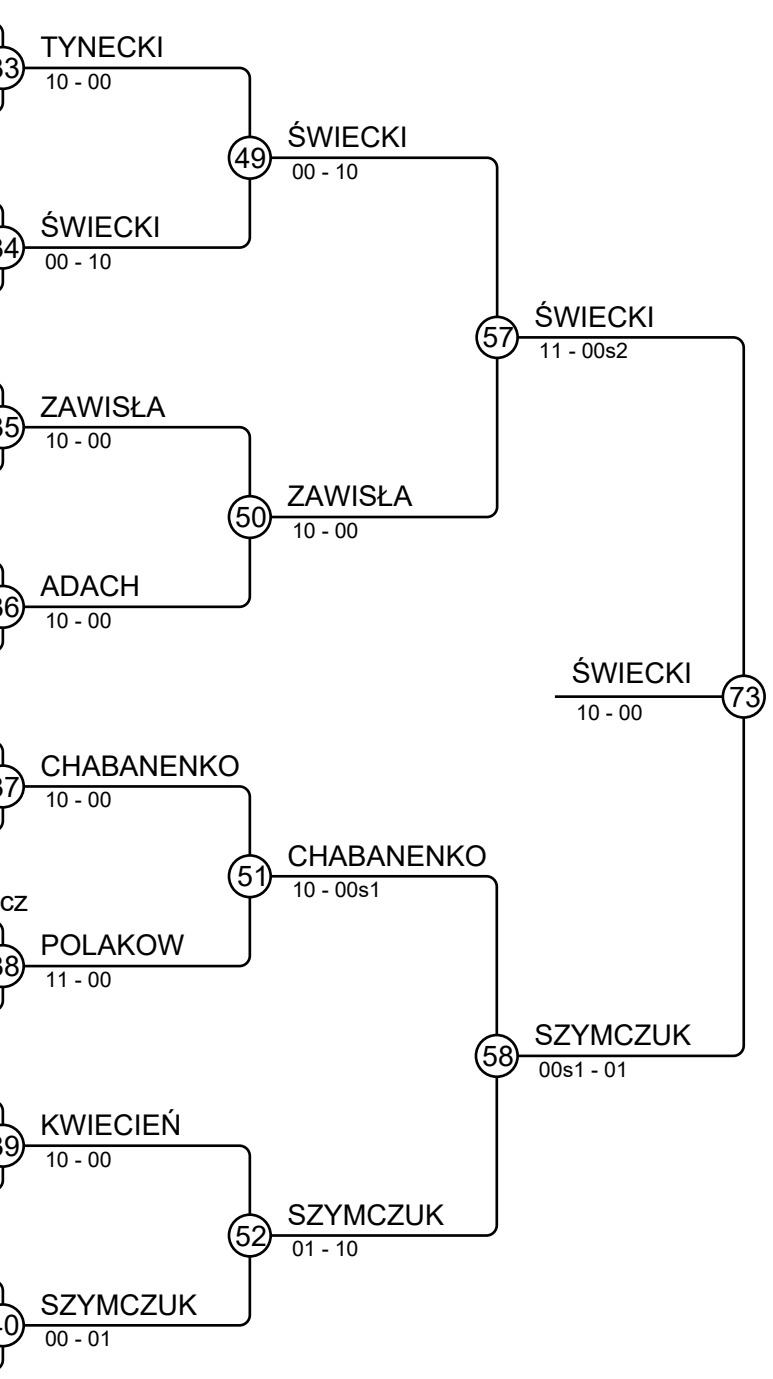 TYNECKI
10 - 00
49
ŚWIECKI
00 - 10
ŚWIECKI
00 - 10
57
ŚWIECKI
11 - 00s2
ZAWISŁA
10 - 00
50
ZAWISŁA
10 - 00
ADACH
10 - 00
ŚWIECKI
10 - 00
73
CHABANENKO
10 - 00
51
CHABANENKO
10 - 00s1
cz
POLAKOW
11 - 00
58
SZYMCZUK
00s1 - 01
KWIECIEŃ
10 - 00
52
SZYMCZUK
01 - 10
SZYMCZUK
00 - 01